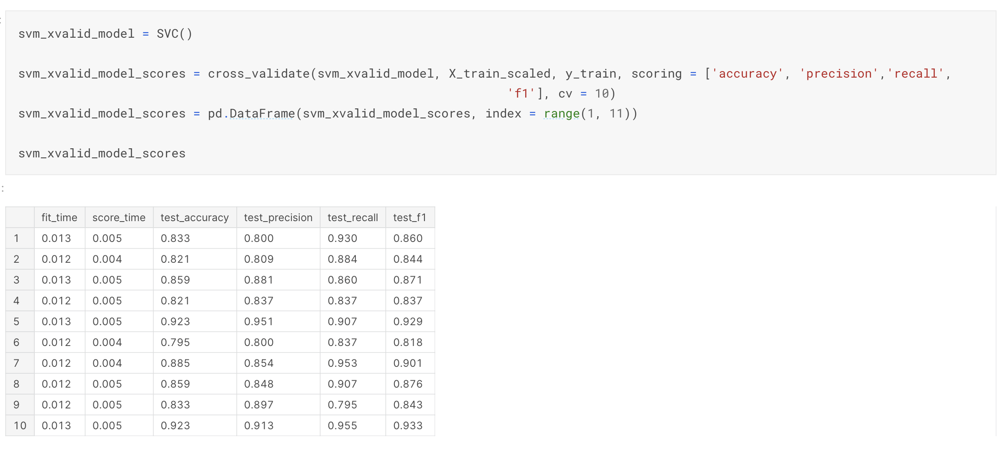 :
svm_xvalid_model = SVC()
svm_xvalid_model_scores = cross_validate(svm_xvalid_model, X_train_scaled, y_train, scoring = ['accuracy', 'precision','recall',
'f1'], cv = 10)
svm_xvalid_model_scores = pd.DataFrame(svm_xvalid_model_scores, index = range(1, 11))
svm_xvalid_model_scores
:
fit_time score_time test_accuracy test_precision test_recall test_f1
1 0.013 0.005 0.833 0.800 0.930 0.860
2 0.012 0.004 0.821 0.809 0.884 0.844
3 0.013 0.005 0.859 0.881 0.860 0.871
4 0.012 0.005 0.821 0.837 0.837 0.837
5 0.013 0.005 0.923 0.951 0.907 0.929
6 0.012 0.004 0.795 0.800 0.837 0.818
7 0.012 0.004 0.885 0.854 0.953 0.901
8 0.012 0.005 0.859 0.848 0.907 0.876
9 0.012 0.005 0.833 0.897 0.795 0.843
10 0.013 0.005 0.923 0.913 0.955 0.933